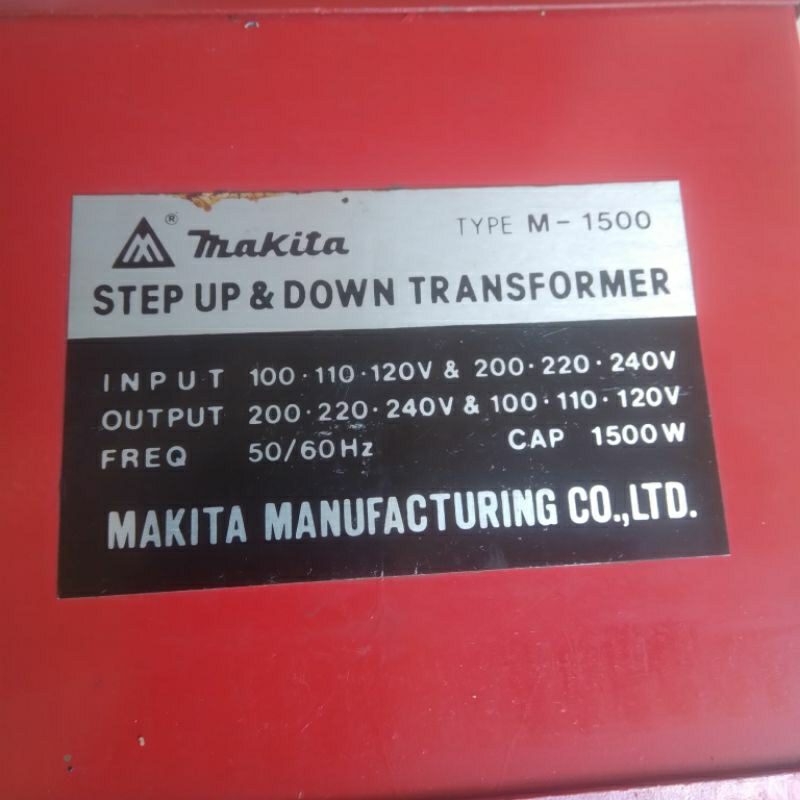 ® makita TYPE M-1500
STEP UP & DOWN TRANSFORMER
INPUT 100·110·120V & 200·220·240V
OUTPUT 200·220·240V & 100·110·120V
FREQ 50/60Hz CAP 1500W
MAKITA MANUFACTURING CO.,LTD.